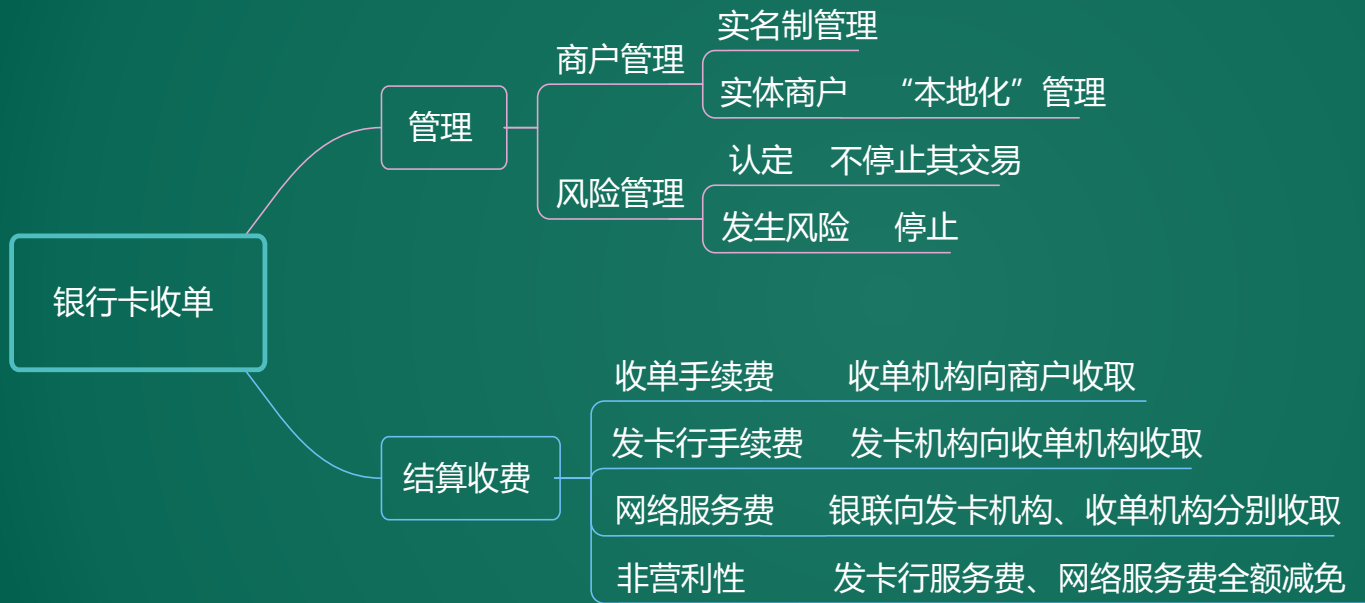 实名制管理
商户管理
实体商户 “本地化”管理
管理
认定 不停止其交易
风险管理
发生风险 停止
银行卡收单
收单手续费 收单机构向商户收取
发卡行手续费 发卡机构向收单机构收取
结算收费
网络服务费 银联向发卡机构、收单机构分别收取
非营利性 发卡行服务费、网络服务费全额减免